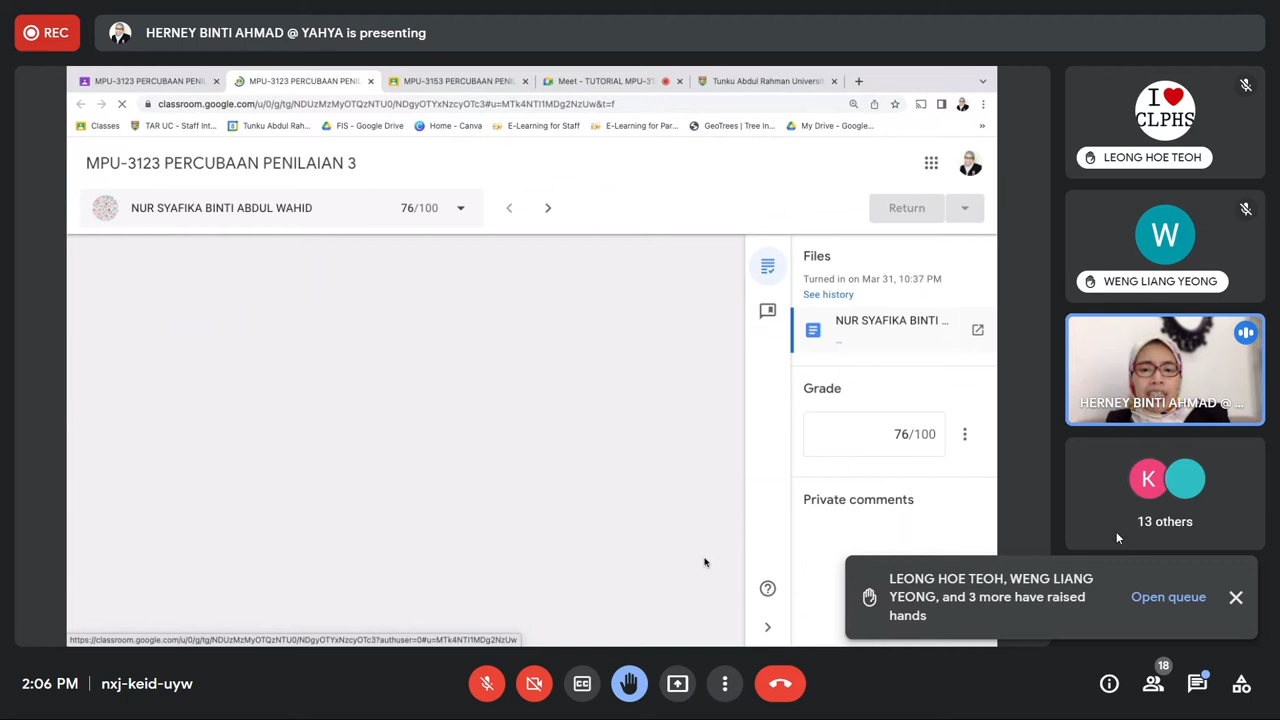 REC
HERNEY BINTI AHMAD @ YAHYA is presenting
MPU-3123 PERCUBAAN PENIL
MPU-3123 PERCUBAAN PENIL
MPU-3153 PERCUBAAN PENIL
Meet - TUTORIAL MPU-31
Tunku Abdul Rahman Universit
classroom.google.com/u/0/g/tg/NDUzMzMyOTQzNTU0/NDgyOTYxNzcyOTc3#u=MTk4NTI1MDg2NzUw&t=f
Classes
TAR UC - Staff Int...
Tunku Abdul Rah...
FIS - Google Drive
Home - Canva
E-Learning for Staff
E-Learning for Par...
GeoTrees | Tree In...
My Drive - Google...
»
MPU-3123 PERCUBAAN PENILAIAN 3
NUR SYAFIKA BINTI ABDUL WAHID
76/100
Return
Files
Turned in on Mar 31, 10:37 PM
See history
NUR SYAFIKA BINTI ...
...
Grade
76/100
Private comments
https://classroom.google.com/u/0/g/tg/NDUzMzMyOTQzNTU0/NDgyOTYxNzcyOTc3?authuser=0#u=MTk4NTI1MDg2NzUw
I ❤ CLPHS
LEONG HOE TEOH
W
WENG LIANG YEONG
HERNEY BINTI AHMAD @ ...
K
13 others
LEONG HOE TEOH, WENG LIANG
YEONG, and 3 more have raised
hands
Open queue
2:06 PM | nxj-keid-uyw
CC
18